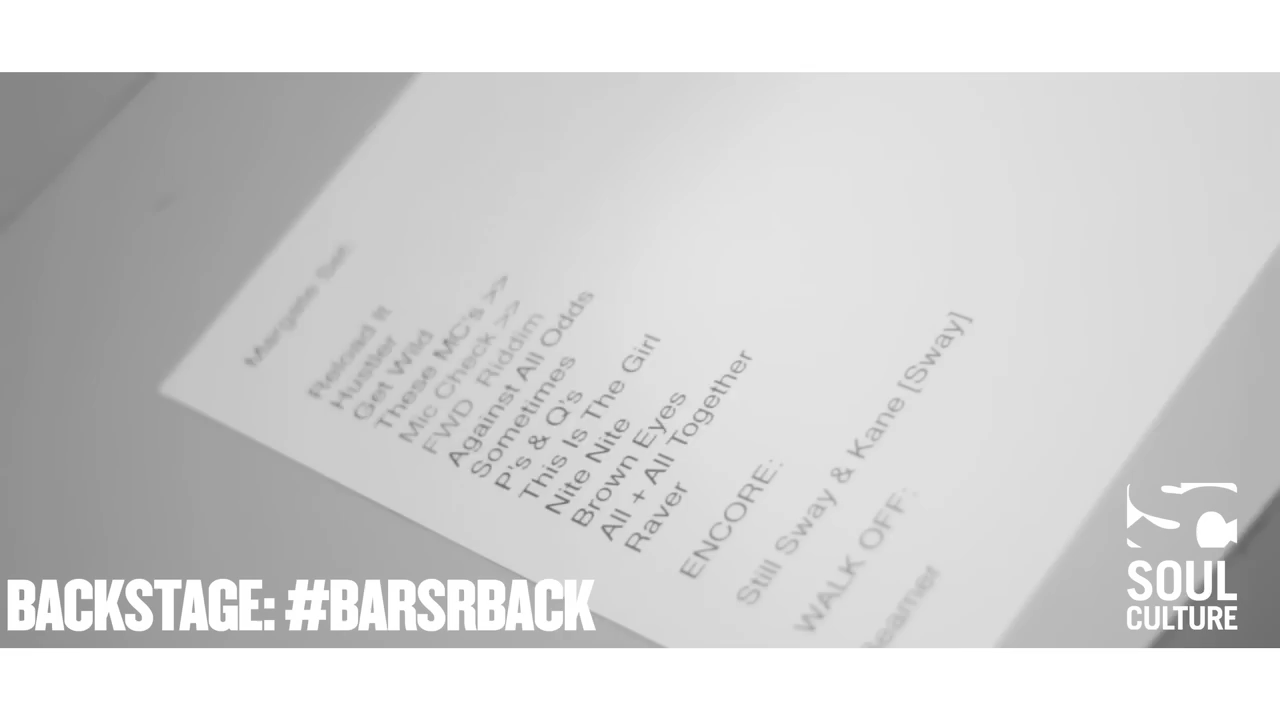 Margate Set:
Reload It
Hustler
Get Wild
These MC's >>
Mic Check >>
FWD Riddim
Against All Odds
Sometimes
P's & Q's
This Is The Girl
Nite Nite
Brown Eyes
All + All Together
Raver
ENCORE:
Still Sway & Kane [Sway]
WALK OFF:
BACKSTAGE: #BARSRBACK
SOUL
CULTURE